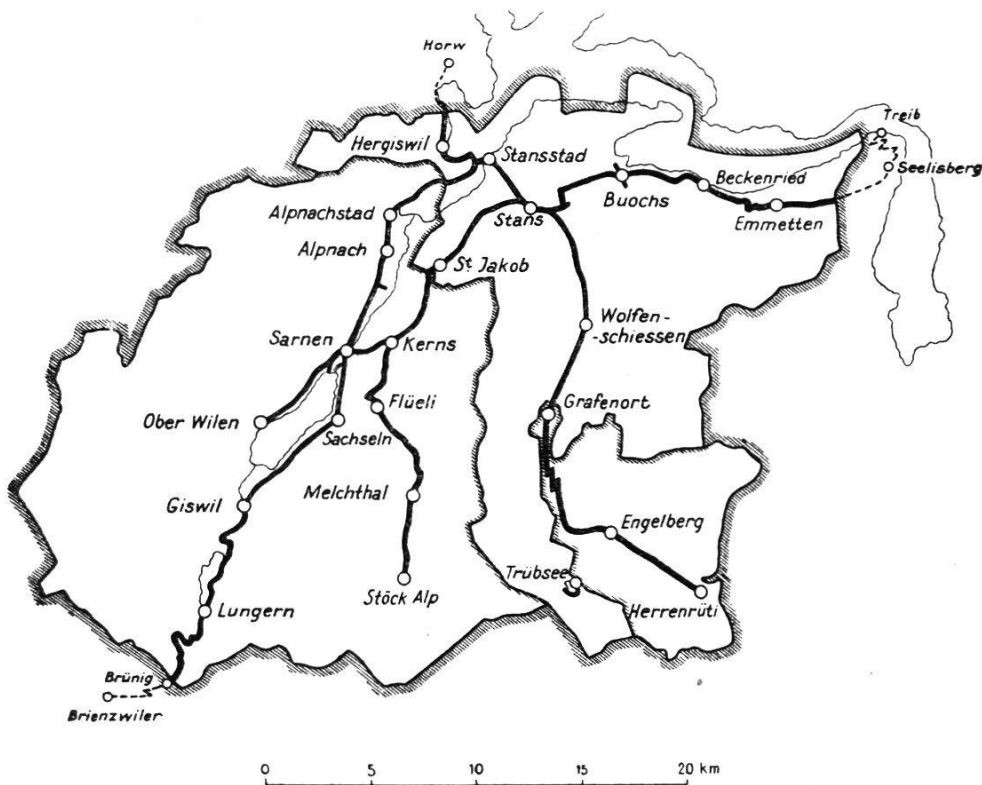 Horw
Treib
Hergiswil
Stansstad
Seelisberg
Beckenried
Buochs
Emmetten
Alpnachstad
Stans
Alpnach
St. Jakob
Wolfen-
-schiessen
Sarnen
Kerns
Grafenort
Flüeli
Ober Wilen
Sachseln
Melchthal
Giswil
Engelberg
Trübsee
Stöck Alp
Herrenrüti
Lungern
Brünig
Brienzwiler
0 5 10 15 20 km